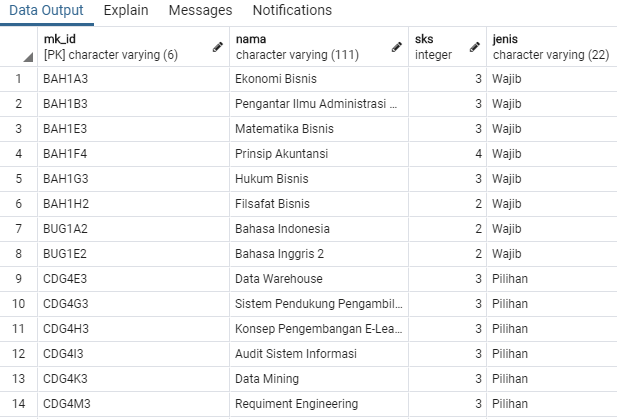 Data Output Explain Messages Notifications
mk_id nama sks jenis
[PK] character varying (6) character varying (111) integer character varying (22)
1 BAH1A3 Ekonomi Bisnis 3 Wajib
2 BAH1B3 Pengantar Ilmu Administrasi ... 3 Wajib
3 BAH1E3 Matematika Bisnis 3 Wajib
4 BAH1F4 Prinsip Akuntansi 4 Wajib
5 BAH1G3 Hukum Bisnis 3 Wajib
6 BAH1H2 Filsafat Bisnis 2 Wajib
7 BUG1A2 Bahasa Indonesia 2 Wajib
8 BUG1E2 Bahasa Inggris 2 2 Wajib
9 CDG4E3 Data Warehouse 3 Pilihan
10 CDG4G3 Sistem Pendukung Pengambil... 3 Pilihan
11 CDG4H3 Konsep Pengembangan E-Lea... 3 Pilihan
12 CDG4I3 Audit Sistem Informasi 3 Pilihan
13 CDG4K3 Data Mining 3 Pilihan
14 CDG4M3 Requiment Engineering 3 Pilihan